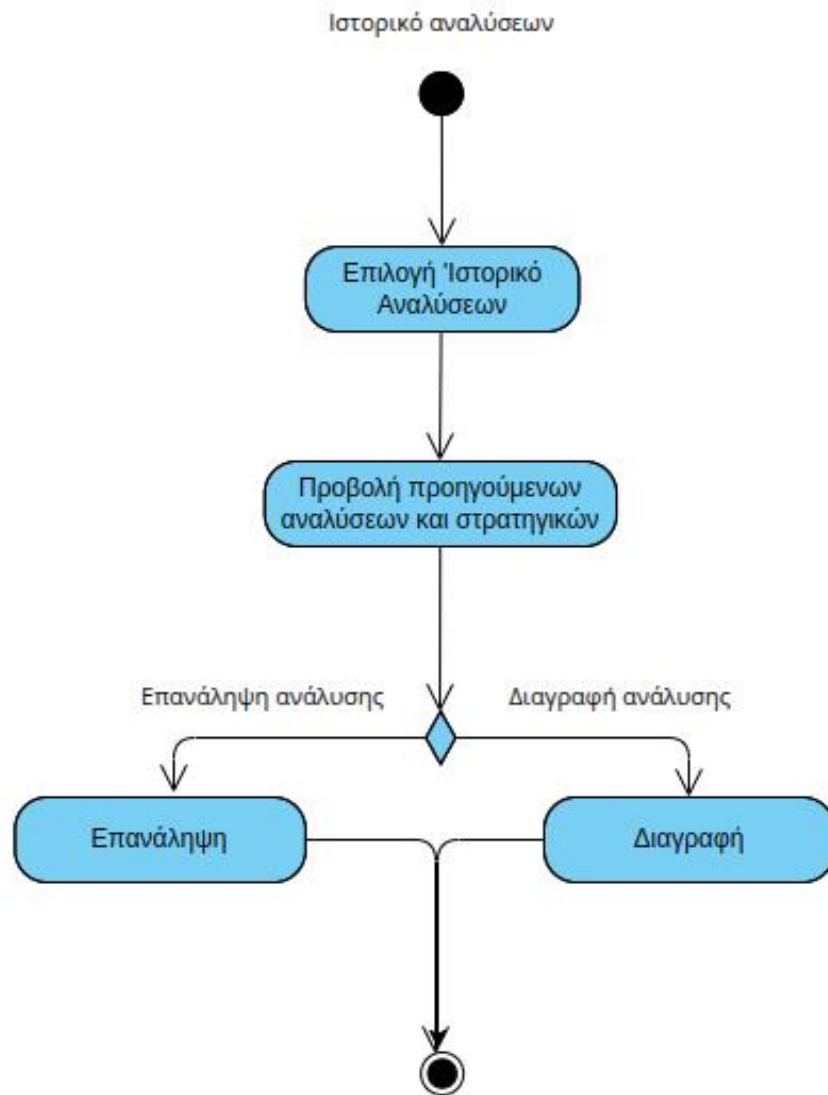 Ιστορικό αναλύσεων
Επιλογή 'Ιστορικό
Αναλύσεων
Προβολή προηγούμενων
αναλύσεων και στρατηγικών
Επανάληψη ανάλυσης
Διαγραφή ανάλυσης
Επανάληψη
Διαγραφή